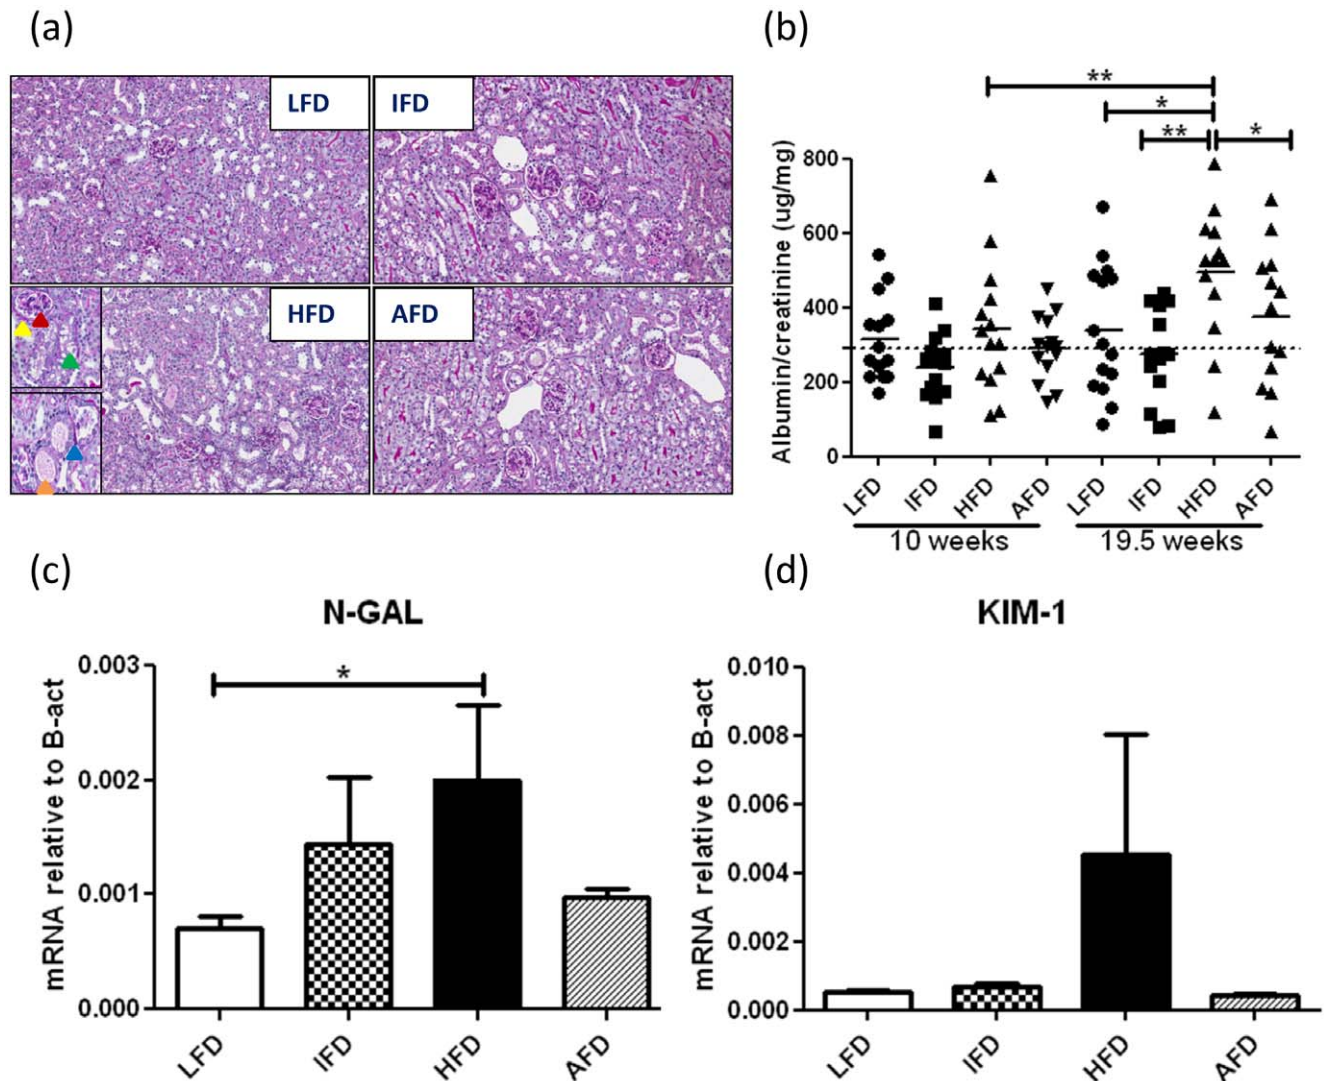 (a)
LFD
IFD
HFD
AFD
(b)
**
*
** *
Albumin/creatinine (ug/mg)
800
600
400
200
0
LFD IFD HFD AFD LFD IFD HFD AFD
10 weeks 19.5 weeks
(c)
N-GAL
mRNA relative to B-act
0.003
0.002
0.001
0.000
*
LFD IFD HFD AFD
(d)
KIM-1
mRNA relative to B-act
0.010
0.008
0.006
0.004
0.002
0.000
LFD IFD HFD AFD